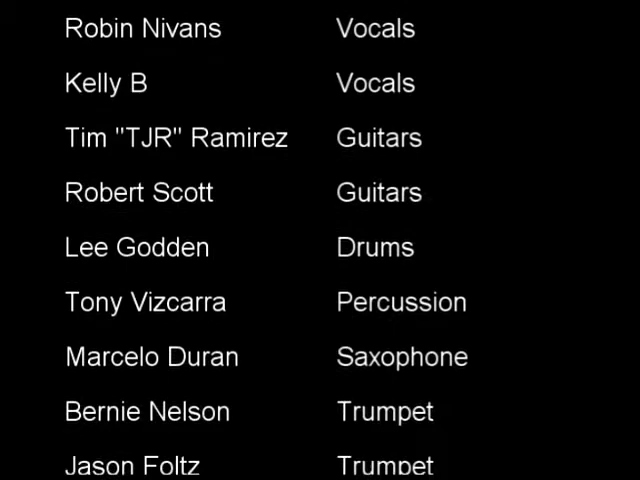 Robin Nivans Vocals
Kelly B Vocals
Tim "TJR" Ramirez Guitars
Robert Scott Guitars
Lee Godden Drums
Tony Vizcarra Percussion
Marcelo Duran Saxophone
Bernie Nelson Trumpet
Jason Foltz Trumpet